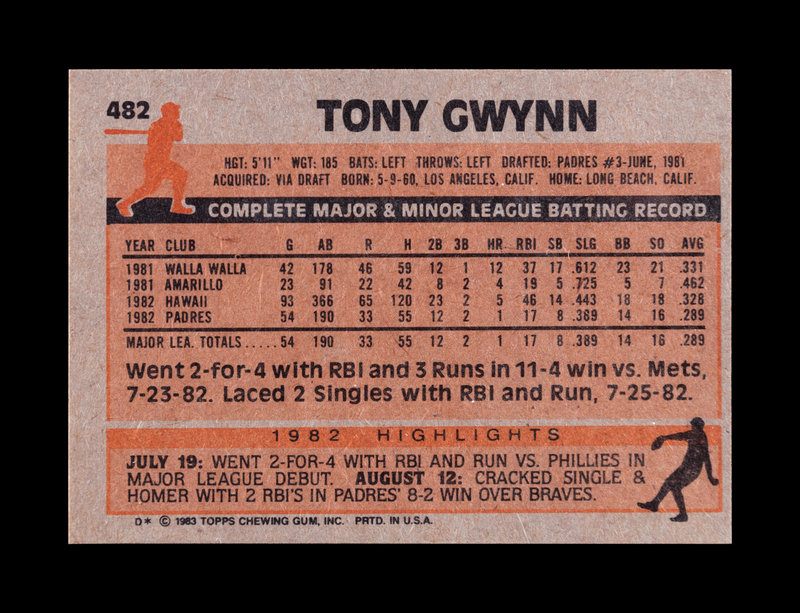 482 TONY GWYNN
HGT: 5'11" WGT: 185 BATS: LEFT THROWS: LEFT DRAFTED: PADRES #3-JUNE, 1981
ACQUIRED: VIA DRAFT BORN: 5-9-60, LOS ANGELES, CALIF. HOME: LONG BEACH, CALIF.
COMPLETE MAJOR & MINOR LEAGUE BATTING RECORD
YEAR CLUB G AB R H 2B 3B HR RBI SB SLG BB SO AVG
1981 WALLA WALLA 42 178 46 59 12 1 12 37 17 .612 23 21 .331
1981 AMARILLO 23 91 22 42 8 2 4 19 5 .725 5 7 .462
1982 HAWAII 93 366 65 120 23 2 5 46 14 .443 18 18 .328
1982 PADRES 54 190 33 55 12 2 1 17 8 .389 14 16 .289
MAJOR LEA. TOTALS.....54 190 33 55 12 2 1 17 8 .389 14 16 .289
Went 2-for-4 with RBI and 3 Runs in 11-4 win vs. Mets,
7-23-82. Laced 2 Singles with RBI and Run, 7-25-82.
1982 HIGHLIGHTS
JULY 19: WENT 2-FOR-4 WITH RBI AND RUN VS. PHILLIES IN
MAJOR LEAGUE DEBUT. AUGUST 12: CRACKED SINGLE &
HOMER WITH 2 RBI'S IN PADRES' 8-2 WIN OVER BRAVES.
D* © 1983 TOPPS CHEWING GUM, INC. PRTD. IN U.S.A.